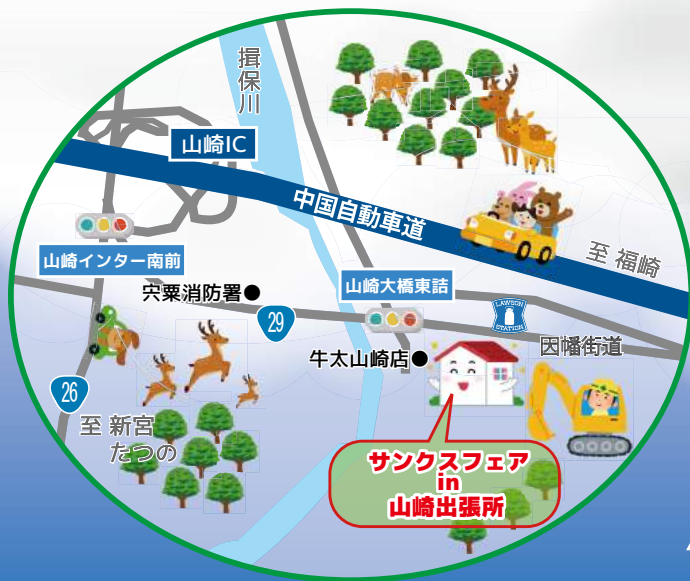 揖保川
山崎IC
中国自動車道
至 福崎
山崎インター南前
宍粟消防署●
山崎大橋東詰
LAWSON
STATION
29
牛太山崎店●
因幡街道
26
至 新宮
たつの
サンクスフェア
in
山崎出張所